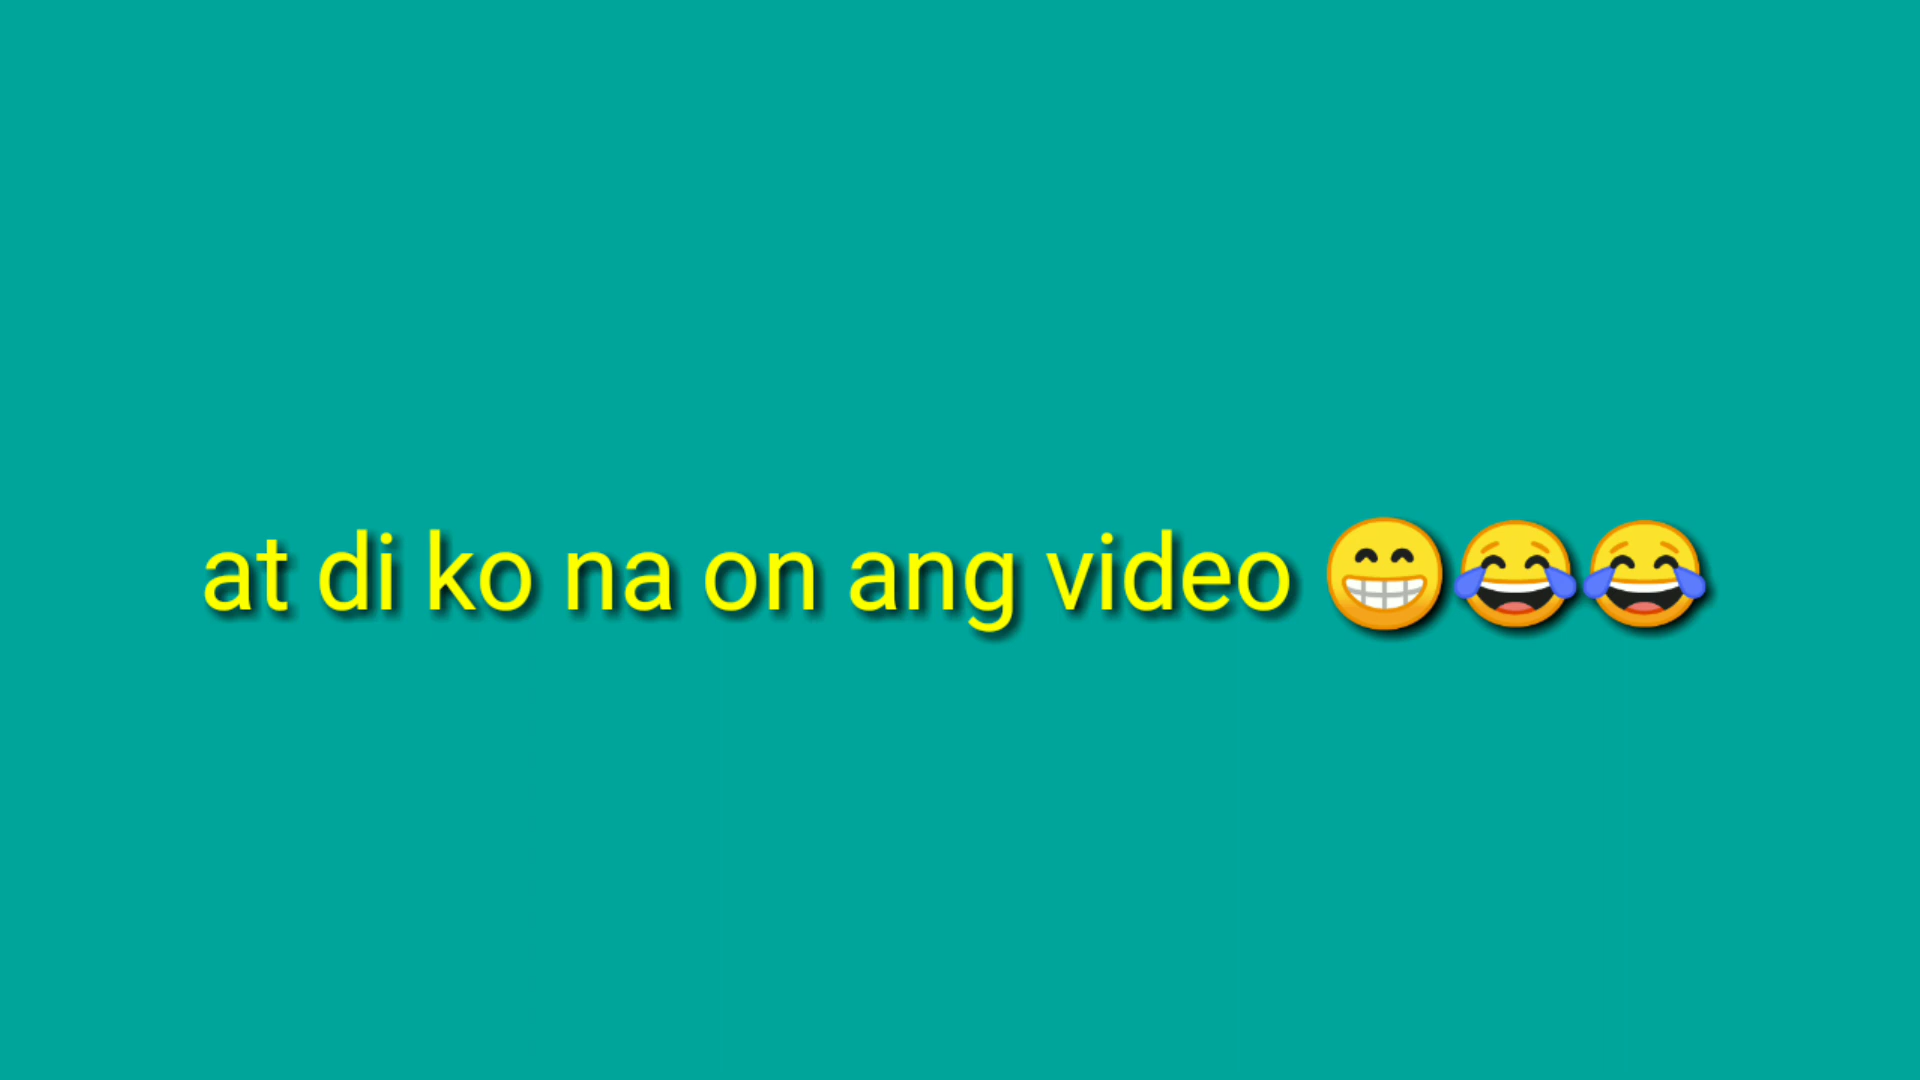 at di ko na on ang video 😁😂😂